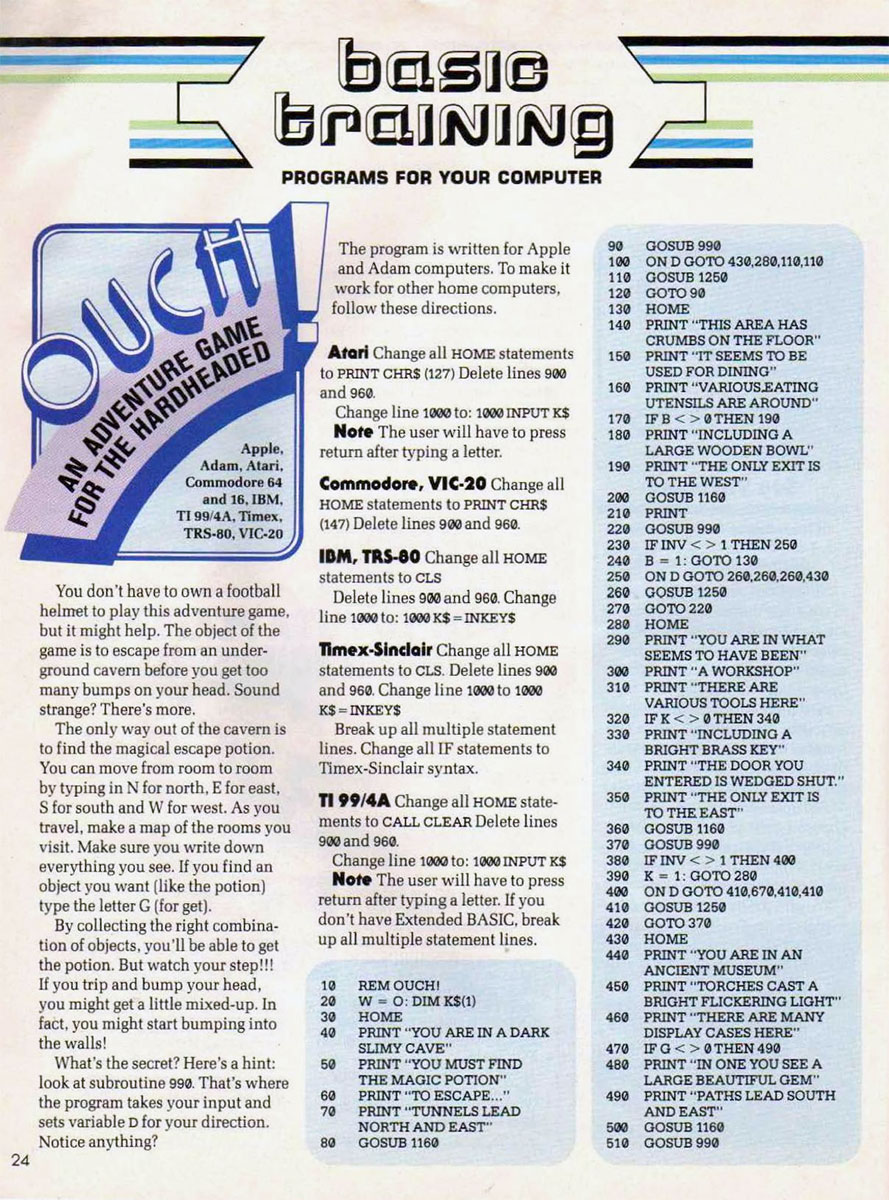 basic
training
PROGRAMS FOR YOUR COMPUTER
OUCH!
AN ADVENTURE GAME
FOR THE HARDHEADED
Apple,
Adam, Atari,
Commodore 64
and 16, IBM,
TI 99/4A, Timex,
TRS-80, VIC-20
You don't have to own a football
helmet to play this adventure game,
but it might help. The object of the
game is to escape from an under-
ground cavern before you get too
many bumps on your head. Sound
strange? There's more.
The only way out of the cavern is
to find the magical escape potion.
You can move from room to room
by typing in N for north, E for east,
S for south and W for west. As you
travel, make a map of the rooms you
visit. Make sure you write down
everything you see. If you find an
object you want (like the potion)
type the letter G (for get).
By collecting the right combina-
tion of objects, you'll be able to get
the potion. But watch your step!!!
If you trip and bump your head,
you might get a little mixed-up. In
fact, you might start bumping into
the walls!
What's the secret? Here's a hint:
look at subroutine 990. That's where
the program takes your input and
sets variable D for your direction.
Notice anything?
24
The program is written for Apple
and Adam computers. To make it
work for other home computers,
follow these directions.
Atari Change all HOME statements
to PRINT CHR$ (127) Delete lines 900
and 960.
Change line 1000 to: 1000 INPUT K$
Note The user will have to press
return after typing a letter.
Commodore, VIC-20 Change all
HOME statements to PRINT CHR$
(147) Delete lines 900 and 960.
IBM, TRS-80 Change all HOME
statements to CLS
Delete lines 900 and 960. Change
line 1000 to: 1000 K$=INKEY$
Timex-Sinclair Change all HOME
statements to CLS. Delete lines 900
and 960. Change line 1000 to 1000
K$=INKEY$
Break up all multiple statement
lines. Change all IF statements to
Timex-Sinclair syntax.
TI 99/4A Change all HOME state-
ments to CALL CLEAR Delete lines
900 and 960.
Change line 1000 to: 1000 INPUT K$
Note The user will have to press
return after typing a letter. If you
don't have Extended BASIC, break
up all multiple statement lines.
10 REM OUCH!
20 W = O: DIM K$(1)
30 HOME
40 PRINT "YOU ARE IN A DARK
SLIMY CAVE"
50 PRINT "YOU MUST FIND
THE MAGIC POTION"
60 PRINT "TO ESCAPE..."
70 PRINT "TUNNELS LEAD
NORTH AND EAST"
80 GOSUB 1160
90 GOSUB 990
100 ON D GOTO 430,280,110,110
110 GOSUB 1250
120 GOTO 90
130 HOME
140 PRINT "THIS AREA HAS
CRUMBS ON THE FLOOR"
150 PRINT "IT SEEMS TO BE
USED FOR DINING"
160 PRINT "VARIOUS EATING
UTENSILS ARE AROUND"
170 IF B < > 0 THEN 190
180 PRINT "INCLUDING A
LARGE WOODEN BOWL"
190 PRINT "THE ONLY EXIT IS
TO THE WEST"
200 GOSUB 1160
210 PRINT
220 GOSUB 990
230 IF INV < > 1 THEN 250
240 B = 1: GOTO 130
250 ON D GOTO 260,260,260,430
260 GOSUB 1250
270 GOTO 220
280 HOME
290 PRINT "YOU ARE IN WHAT
SEEMS TO HAVE BEEN"
300 PRINT "A WORKSHOP"
310 PRINT "THERE ARE
VARIOUS TOOLS HERE"
320 IF K < > 0 THEN 340
330 PRINT "INCLUDING A
BRIGHT BRASS KEY"
340 PRINT "THE DOOR YOU
ENTERED IS WEDGED SHUT."
350 PRINT "THE ONLY EXIT IS
TO THE EAST"
360 GOSUB 1160
370 GOSUB 990
380 IF INV < > 1 THEN 400
390 K = 1: GOTO 280
400 ON D GOTO 410,670,410,410
410 GOSUB 1250
420 GOTO 370
430 HOME
440 PRINT "YOU ARE IN AN
ANCIENT MUSEUM"
450 PRINT "TORCHES CAST A
BRIGHT FLICKERING LIGHT"
460 PRINT "THERE ARE MANY
DISPLAY CASES HERE"
470 IF G < > 0 THEN 490
480 PRINT "IN ONE YOU SEE A
LARGE BEAUTIFUL GEM"
490 PRINT "PATHS LEAD SOUTH
AND EAST"
500 GOSUB 1160
510 GOSUB 990